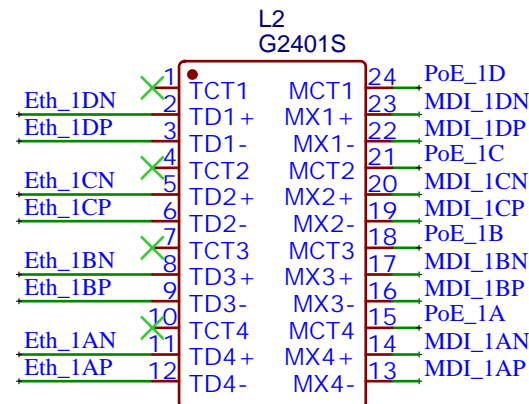 L2
G2401S
1 TCT1 MCT1 24 PoE_1D
Eth_1DN 2 TD1+ MX1+ 23 MDI_1DN
Eth_1DP 3 TD1- MX1- 22 MDI_1DP
4 TCT2 MCT2 21 PoE_1C
Eth_1CN 5 TD2+ MX2+ 20 MDI_1CN
Eth_1CP 6 TD2- MX2- 19 MDI_1CP
7 TCT3 MCT3 18 PoE_1B
Eth_1BN 8 TD3+ MX3+ 17 MDI_1BN
Eth_1BP 9 TD3- MX3- 16 MDI_1BP
10 TCT4 MCT4 15 PoE_1A
Eth_1AN 11 TD4+ MX4+ 14 MDI_1AN
Eth_1AP 12 TD4- MX4- 13 MDI_1AP